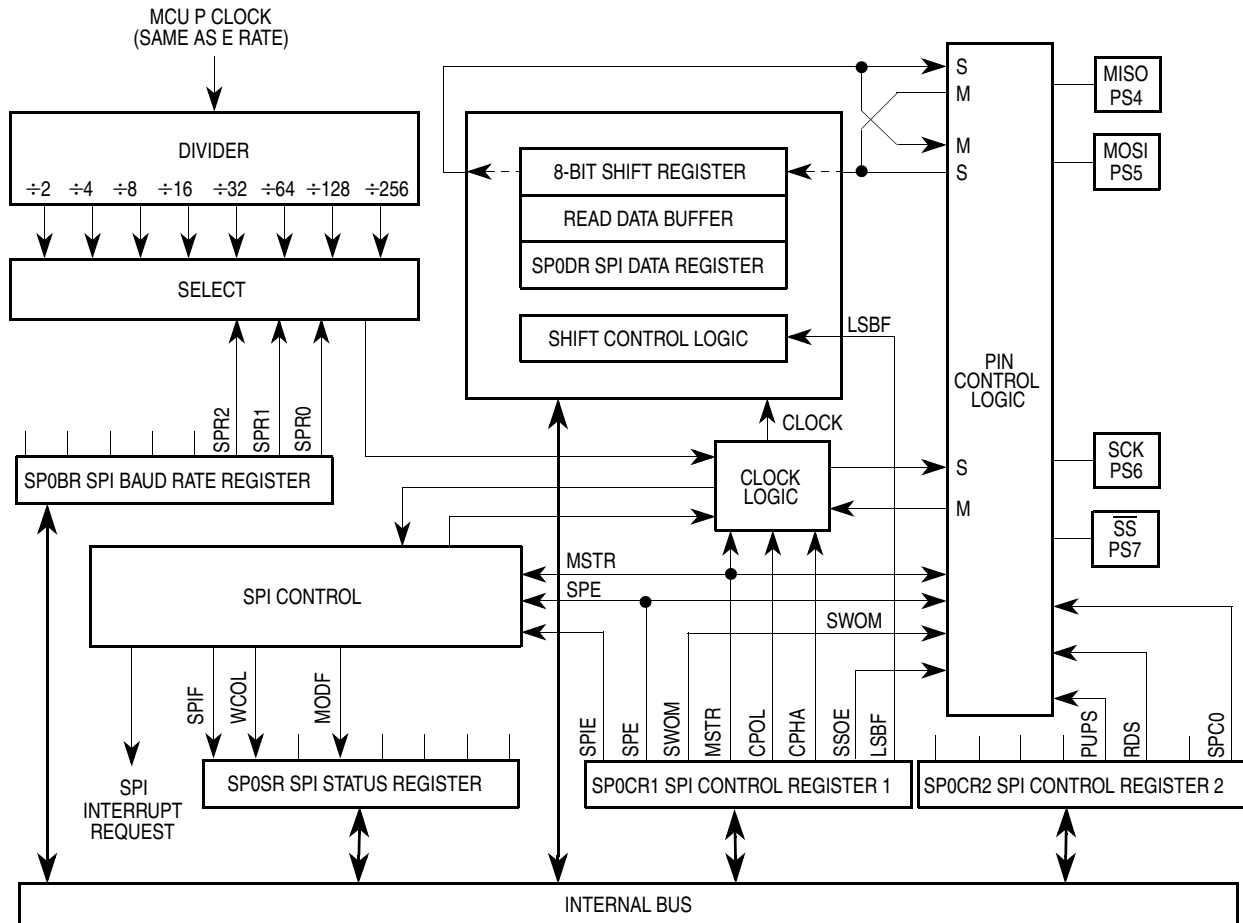 MCU P CLOCK
(SAME AS E RATE)
DIVIDER
÷2 ÷4 ÷8 ÷16 ÷32 ÷64 ÷128 ÷256
SELECT
SPR2
SPR1
SPR0
SP0BR SPI BAUD RATE REGISTER
8-BIT SHIFT REGISTER
READ DATA BUFFER
SP0DR SPI DATA REGISTER
SHIFT CONTROL LOGIC
LSBF
CLOCK
CLOCK
LOGIC
S
M
M
S
PIN
CONTROL
LOGIC
S
M
MISO
PS4
MOSI
PS5
SCK
PS6
SS
PS7
SPI CONTROL
MSTR
SPE
SWOM
SPIF
WCOL
MODF
SPI
INTERRUPT
REQUEST
SP0SR SPI STATUS REGISTER
SPIE
SPE
SWOM
MSTR
CPOL
CPHA
SSOE
LSBF
SP0CR1 SPI CONTROL REGISTER 1
PUPS
RDS
SPC0
SP0CR2 SPI CONTROL REGISTER 2
INTERNAL BUS